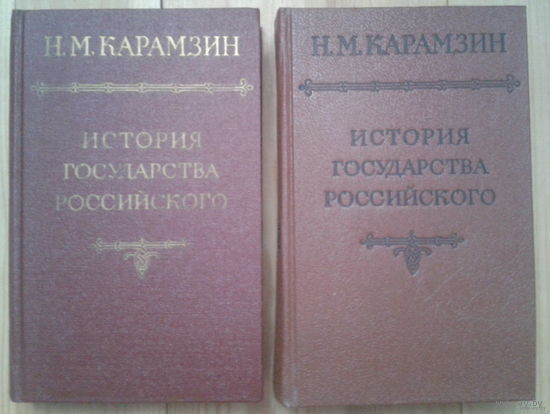 Н. М. КАРАМЗИН
ИСТОРИЯ
ГОСУДАРСТВА
РОССИЙСКОГО
Н. М. КАРАМЗИН
ИСТОРИЯ
ГОСУДАРСТВА
РОССИЙСКОГО